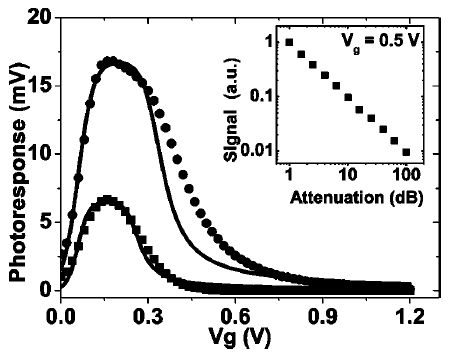 20
15
10
5
0
Photoresponse (mV)
0.0 0.3 0.6 0.9 1.2
Vg (V)
V_g = 0.5 V
1
0.1
0.01
Signal (a.u.)
1 10 100
Attenuation (dB)